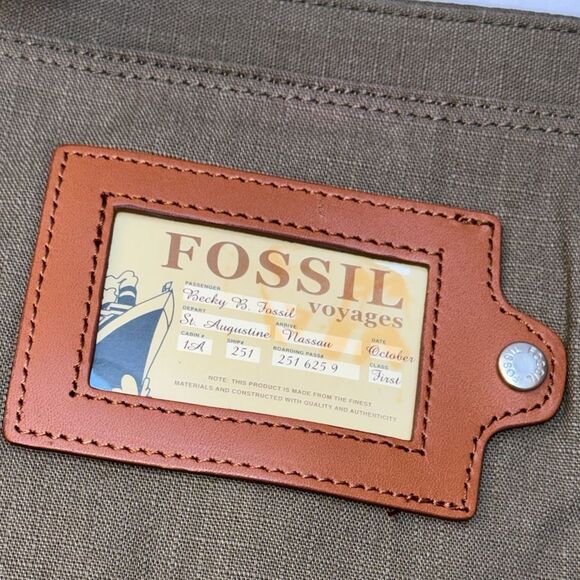 FOSSIL
voyages
PASSENGER
Becky B. Fossil
DEPART ARRIVE DATE
St. Augustine Nassau October
CABIN # SHIP# BOARDING PASS# CLASS
1A 251 251 625 9 First
NOTE: THIS PRODUCT IS MADE FROM THE FINEST
MATERIALS AND CONSTRUCTED WITH QUALITY AND AUTHENTICITY